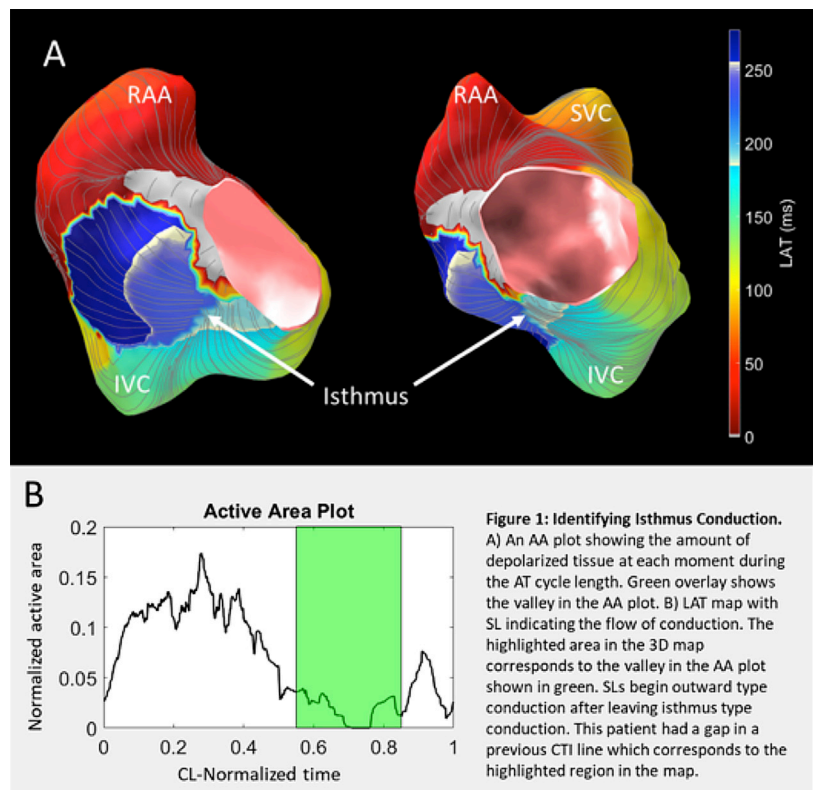 A
RAA
IVC
RAA
SVC
IVC
Isthmus
250
200
150
100
50
0
LAT (ms)
B
Active Area Plot
0.2
0.15
0.1
0.05
0
Normalized active area
0 0.2 0.4 0.6 0.8 1
CL-Normalized time
Figure 1: Identifying Isthmus Conduction.
A) An AA plot showing the amount of
depolarized tissue at each moment during
the AT cycle length. Green overlay shows
the valley in the AA plot. B) LAT map with
SL indicating the flow of conduction. The
highlighted area in the 3D map
corresponds to the valley in the AA plot
shown in green. SLs begin outward type
conduction after leaving isthmus type
conduction. This patient had a gap in a
previous CTI line which corresponds to the
highlighted region in the map.